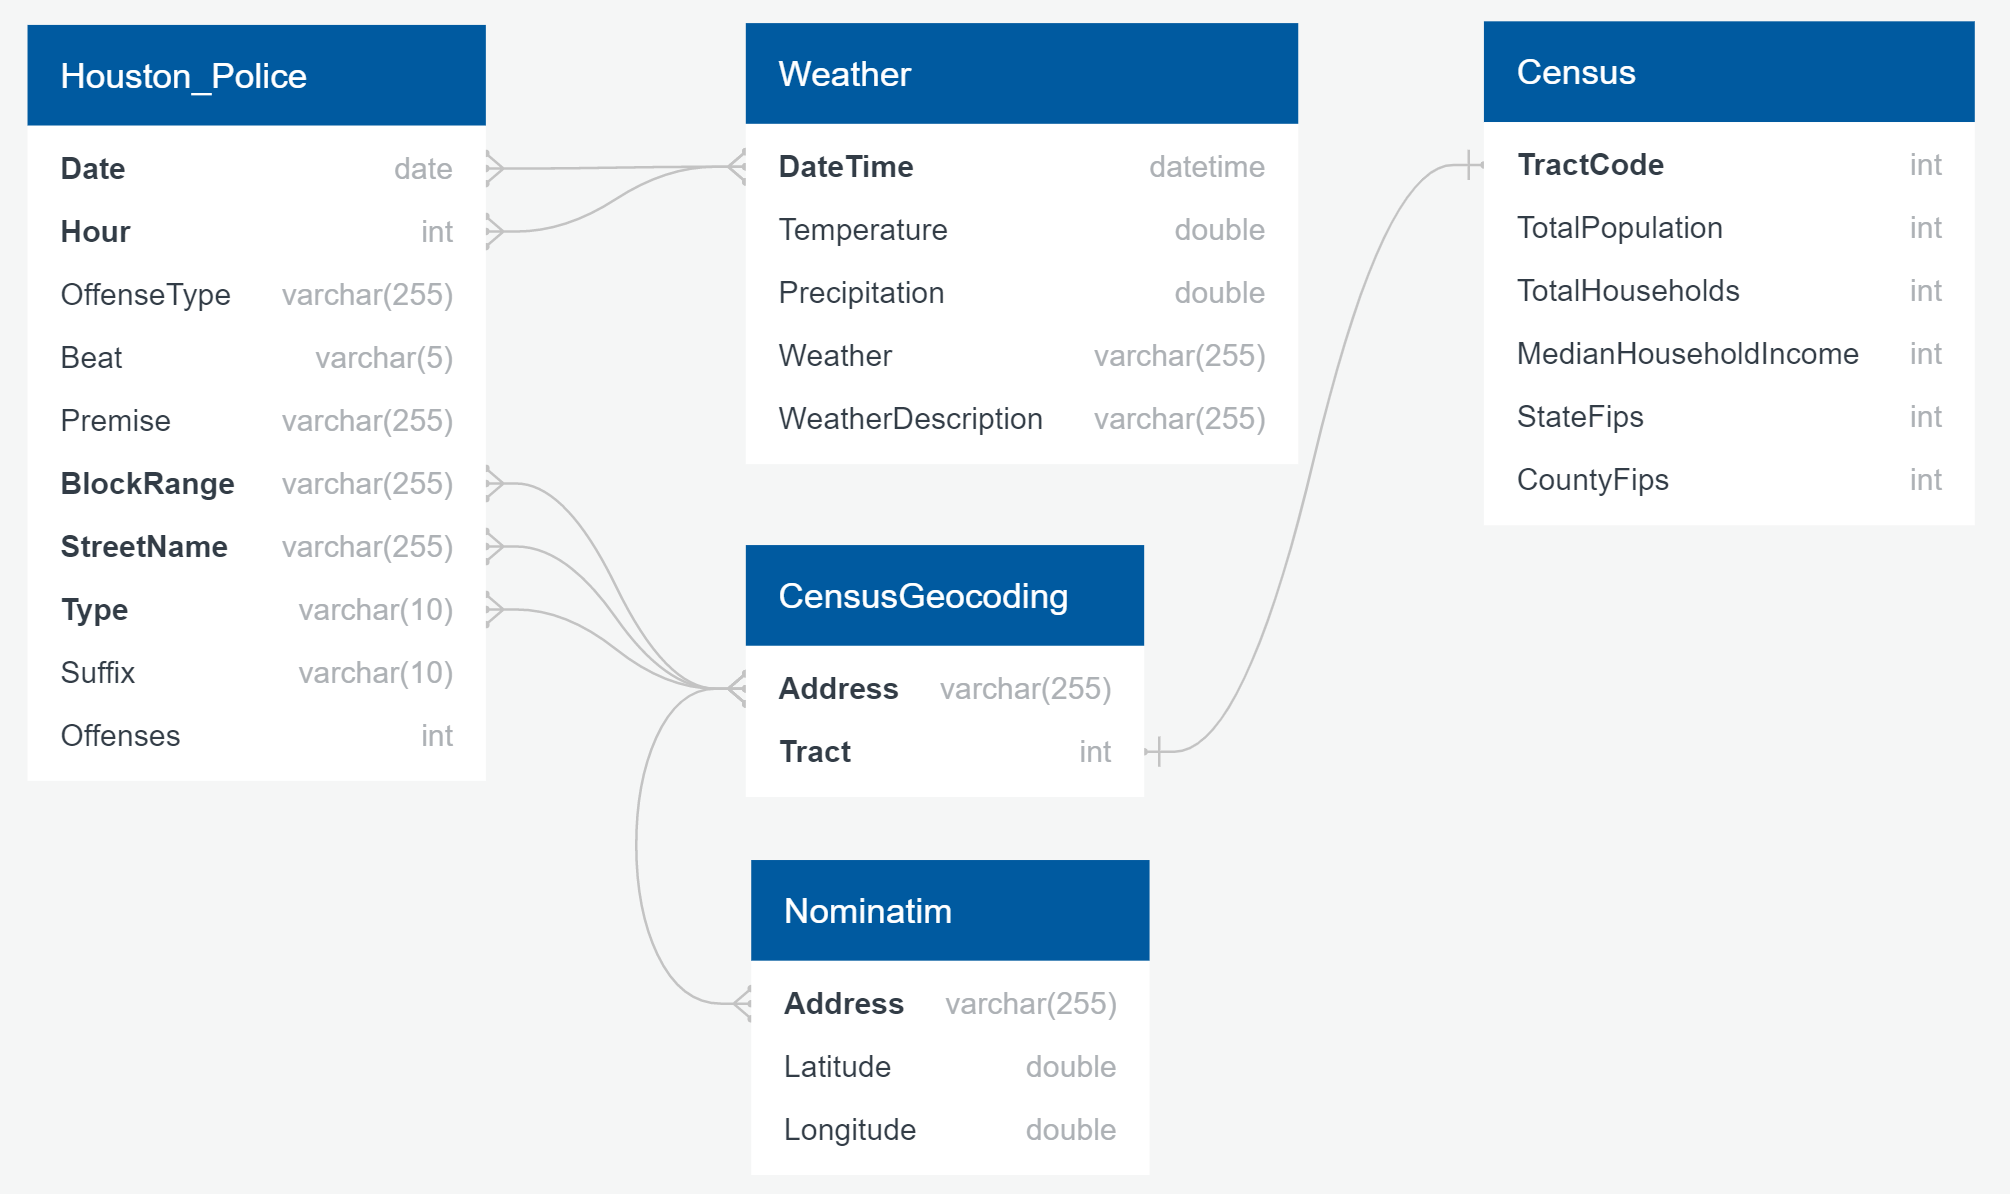 Houston_Police
Date date
Hour int
OffenseType varchar(255)
Beat varchar(5)
Premise varchar(255)
BlockRange varchar(255)
StreetName varchar(255)
Type varchar(10)
Suffix varchar(10)
Offenses int
Weather
DateTime datetime
Temperature double
Precipitation double
Weather varchar(255)
WeatherDescription varchar(255)
Census
TractCode int
TotalPopulation int
TotalHouseholds int
MedianHouseholdIncome int
StateFips int
CountyFips int
CensusGeocoding
Address varchar(255)
Tract int
Nominatim
Address varchar(255)
Latitude double
Longitude double